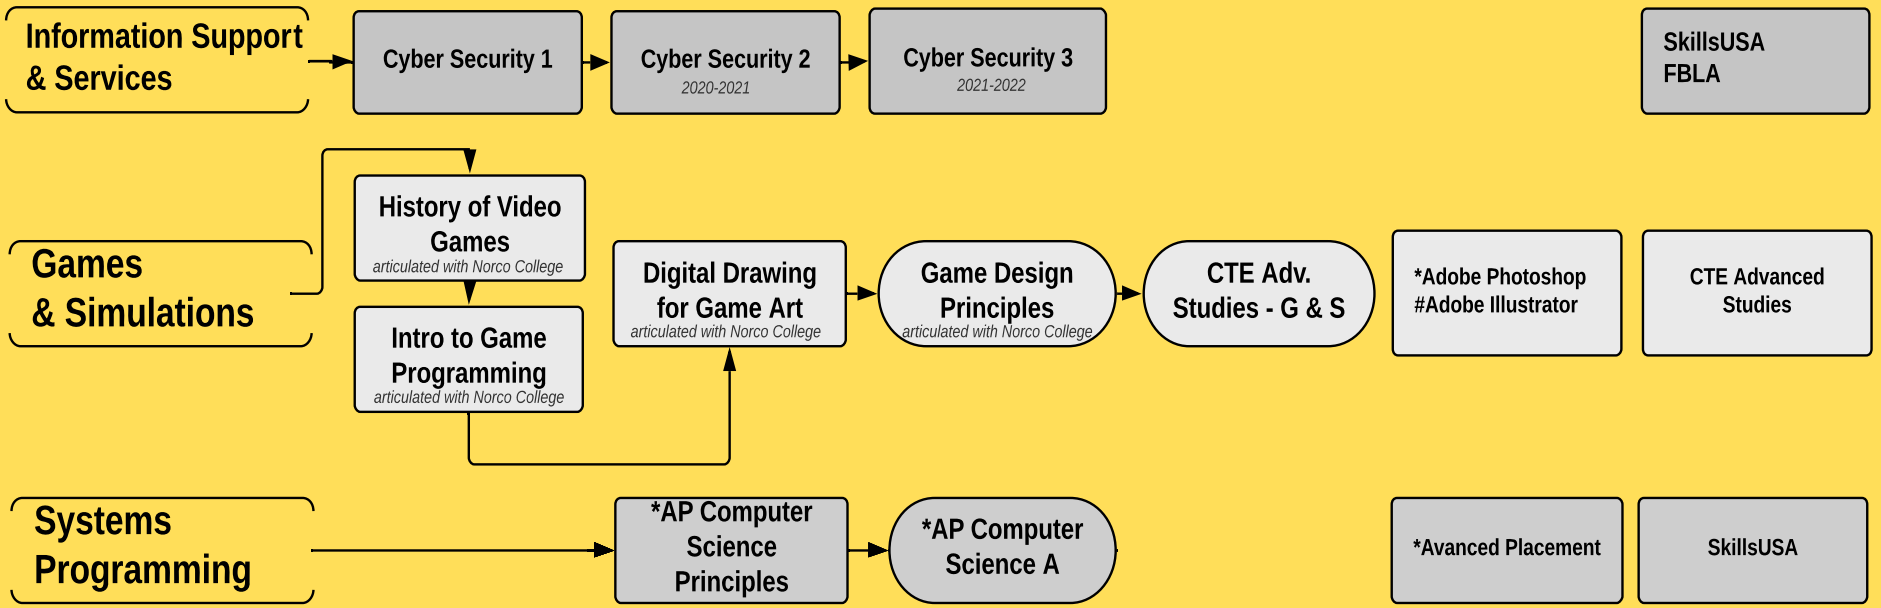 Information Support
& Services
Cyber Security 1
Cyber Security 2
2020-2021
Cyber Security 3
2021-2022
SkillsUSA
FBLA
Games
& Simulations
History of Video
Games
articulated with Norco College
Intro to Game
Programming
articulated with Norco College
Digital Drawing
for Game Art
articulated with Norco College
Game Design
Principles
articulated with Norco College
CTE Adv.
Studies - G & S
*Adobe Photoshop
#Adobe Illustrator
CTE Advanced
Studies
Systems
Programming
*AP Computer
Science
Principles
*AP Computer
Science A
*Avanced Placement
SkillsUSA